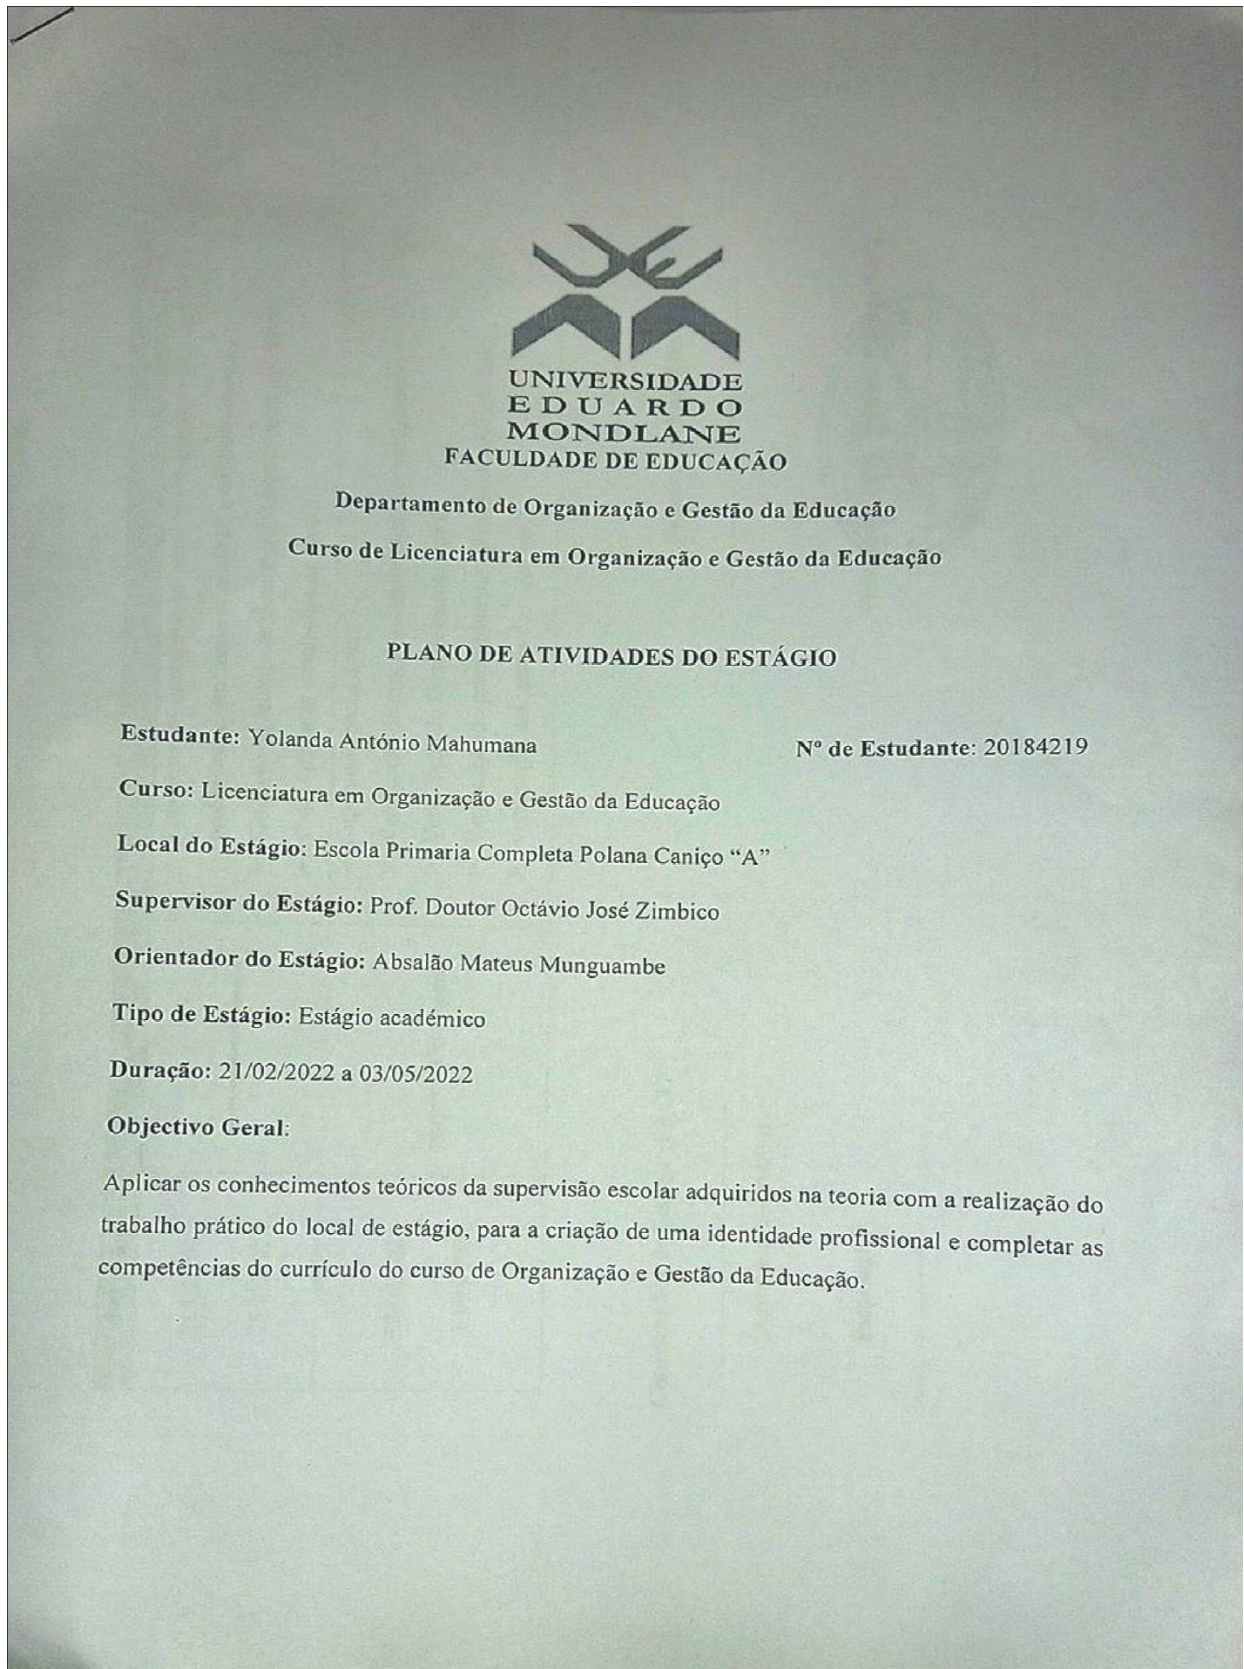 UNIVERSIDADE
EDUARDO
MONDLANE
FACULDADE DE EDUCAÇÃO
Departamento de Organização e Gestão da Educação
Curso de Licenciatura em Organização e Gestão da Educação
PLANO DE ATIVIDADES DO ESTÁGIO
Estudante: Yolanda António Mahumana Nº de Estudante: 20184219
Curso: Licenciatura em Organização e Gestão da Educação
Local do Estágio: Escola Primaria Completa Polana Caniço “A”
Supervisor do Estágio: Prof. Doutor Octávio José Zimbico
Orientador do Estágio: Absalão Mateus Munguambe
Tipo de Estágio: Estágio académico
Duração: 21/02/2022 a 03/05/2022
Objectivo Geral:
Aplicar os conhecimentos teóricos da supervisão escolar adquiridos na teoria com a realização do
trabalho prático do local de estágio, para a criação de uma identidade profissional e completar as
competências do currículo do curso de Organização e Gestão da Educação.